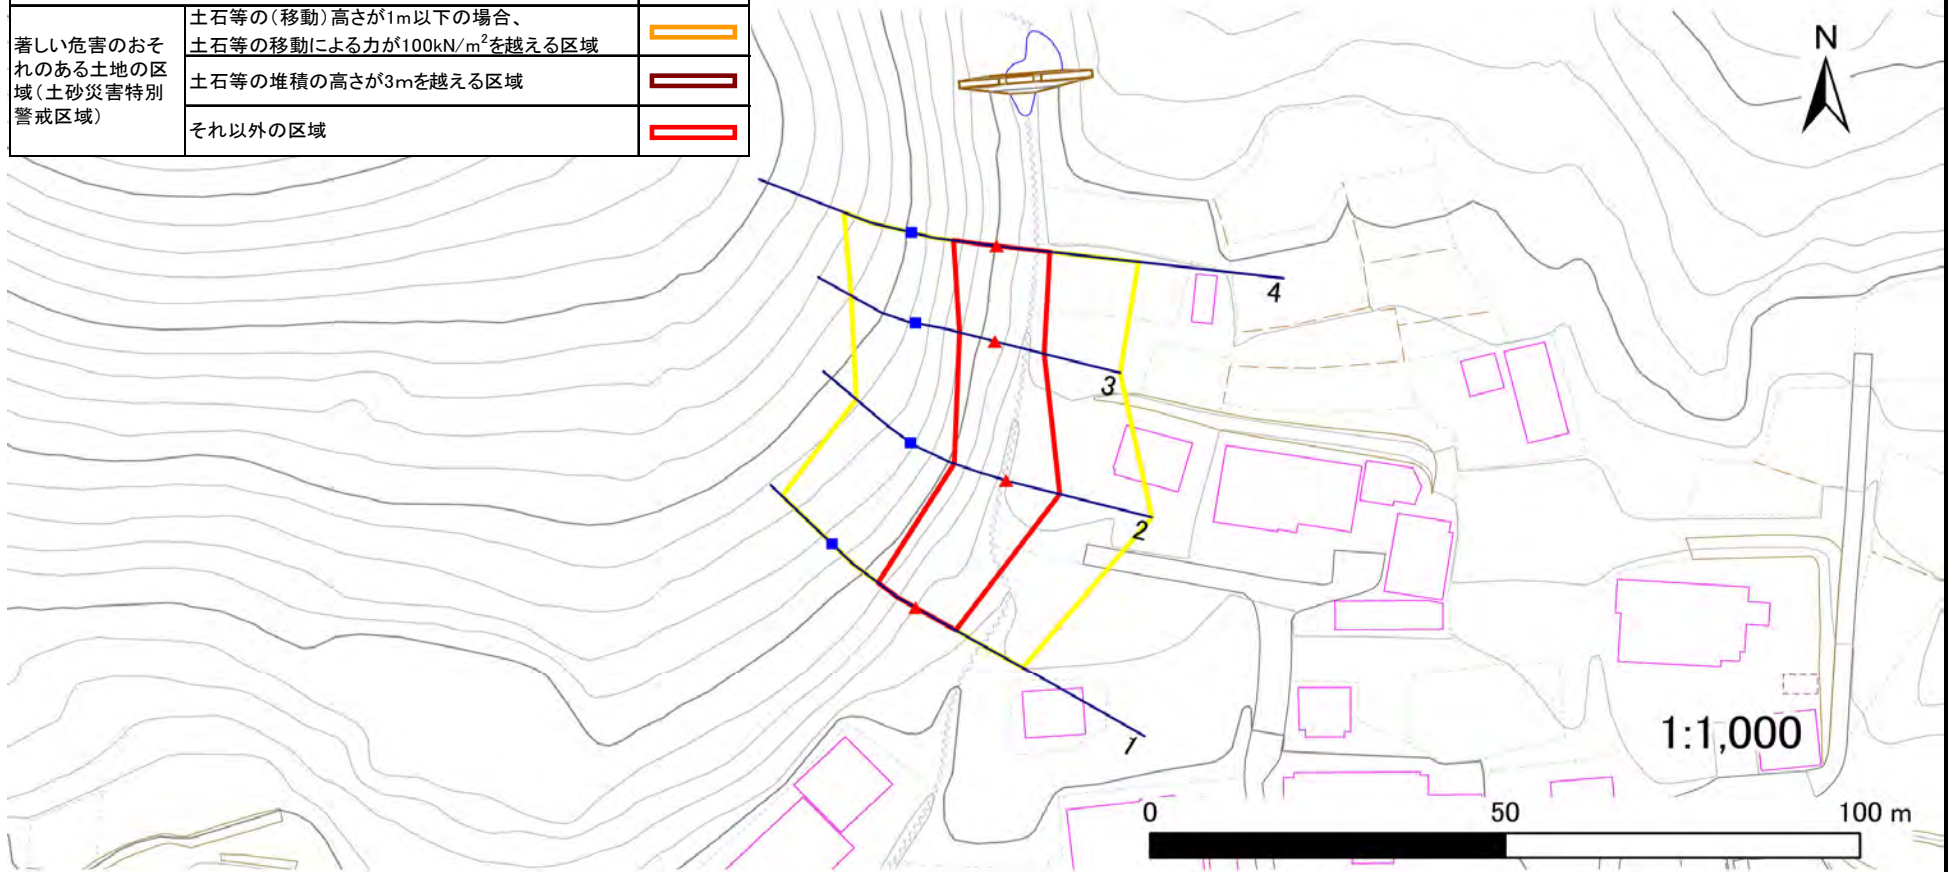 著しい危害のおそ
れのある土地の区
域(土砂災害特別
警戒区域)
土石等の(移動)高さが1m以下の場合、
土石等の移動による力が100kN/m²を越える区域
土石等の堆積の高さが3mを越える区域
それ以外の区域
N
4
3
2
1
1:1,000
0 50 100 m